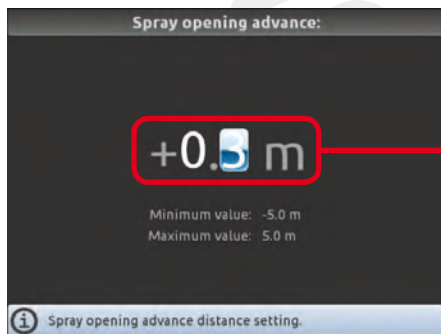 Spray opening advance:
+0.3 m
Minimum value: -5.0 m
Maximum value: 5.0 m
Spray opening advance distance setting.